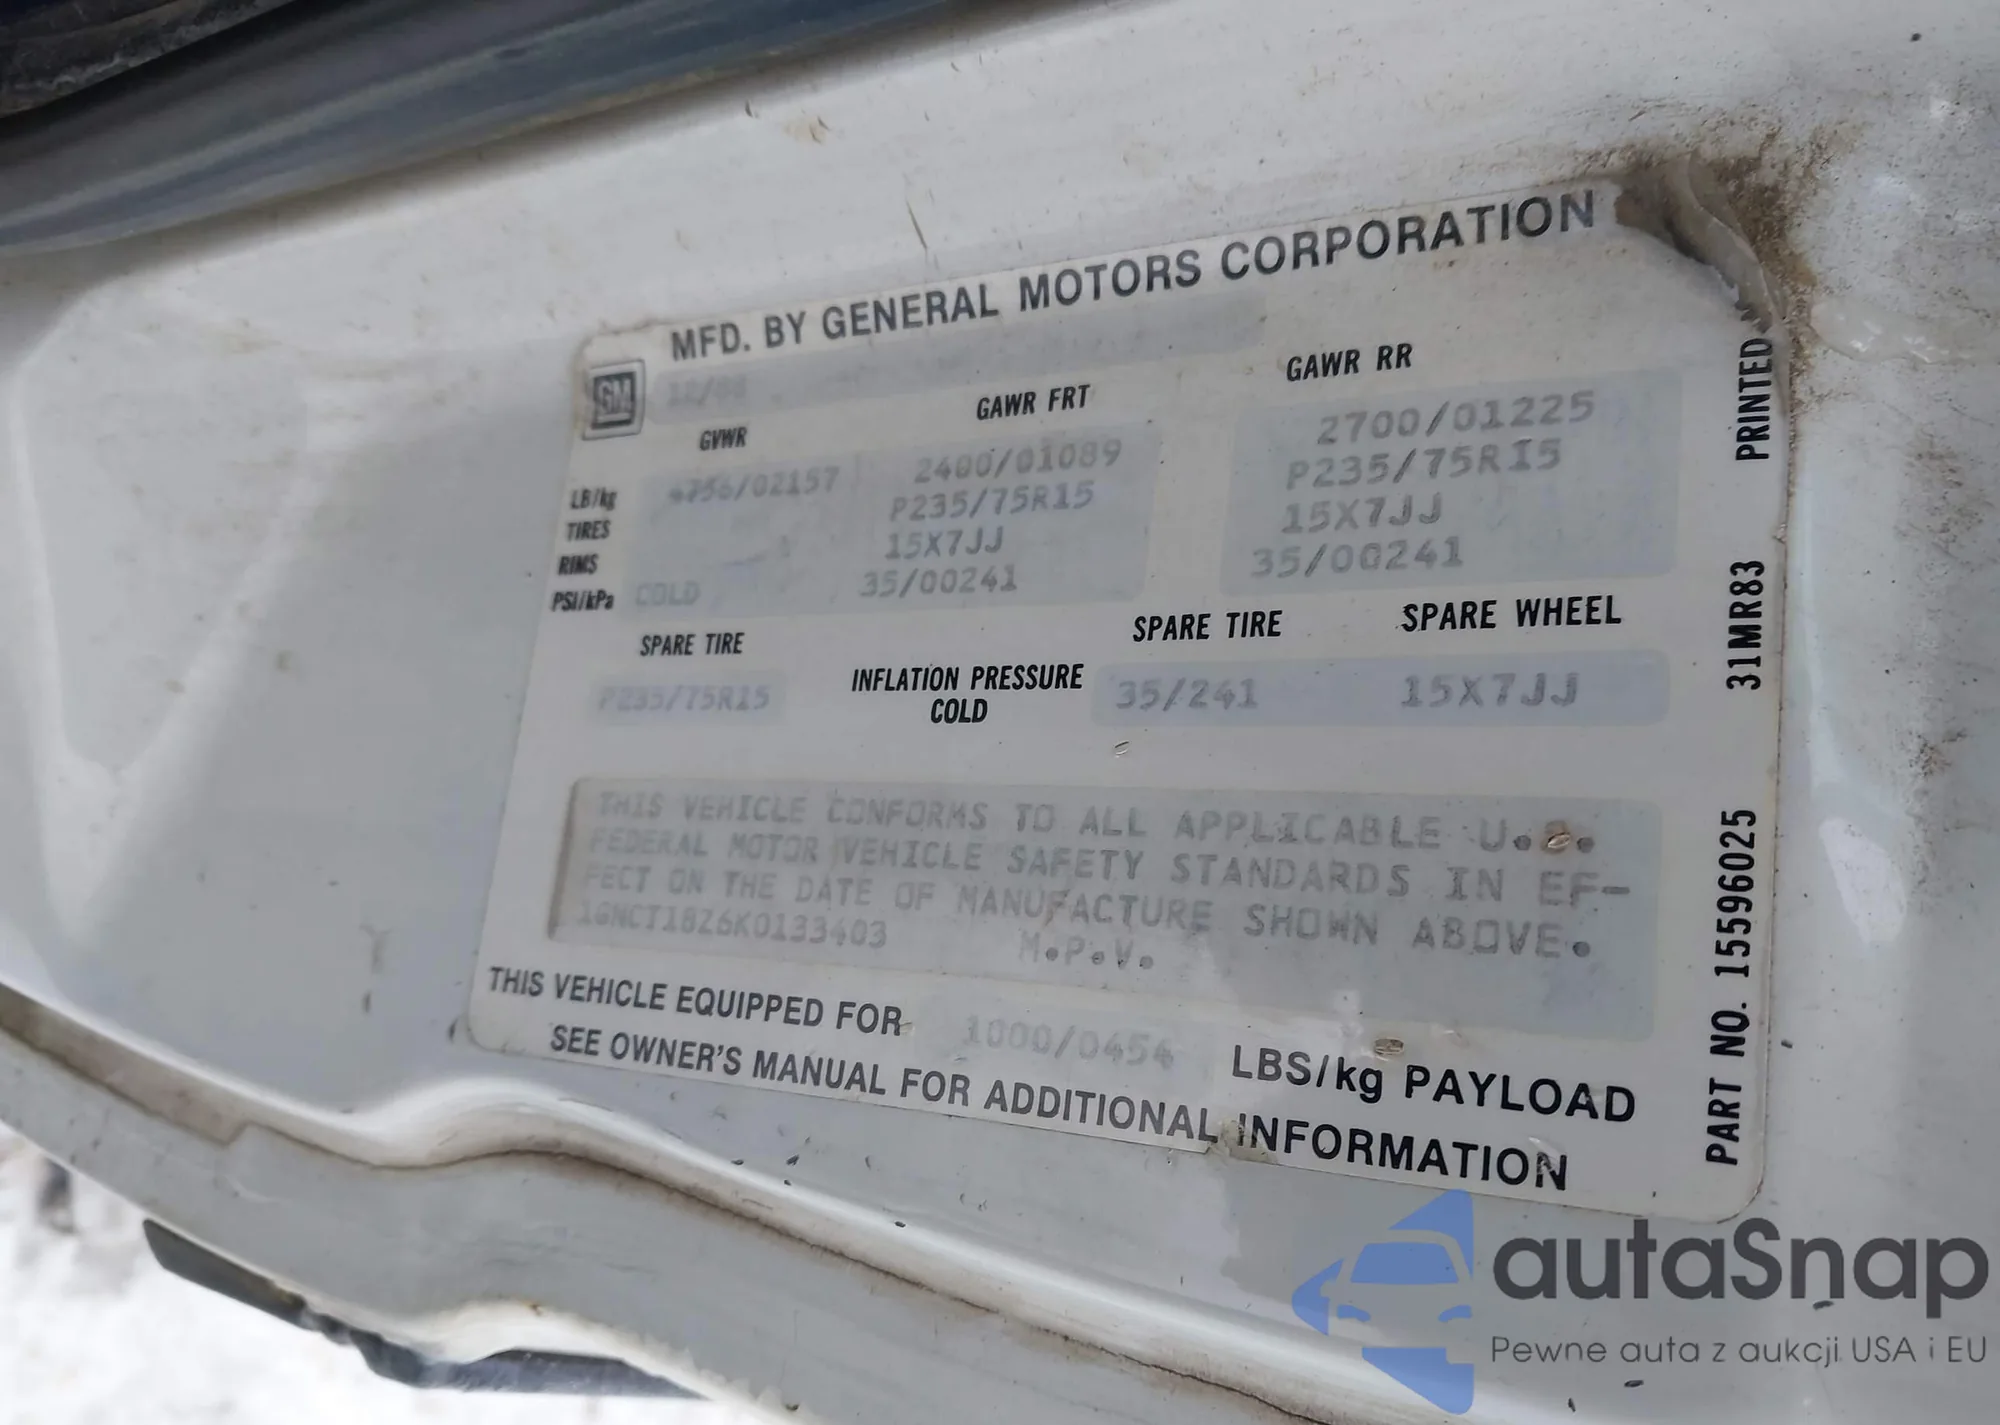 MFD. BY GENERAL MOTORS CORPORATION
GM
GVWR GAWR FRT GAWR RR
LB/kg 4756/02157 2400/01089 2700/01225
TIRES P235/75R15 P235/75R15
RIMS 15X7JJ 15X7JJ
PSI/kPa COLD 35/00241 35/00241
SPARE TIRE SPARE TIRE SPARE WHEEL
P235/75R15 INFLATION PRESSURE COLD 35/241 15X7JJ
THIS VEHICLE CONFORMS TO ALL APPLICABLE U.S.
FEDERAL MOTOR VEHICLE SAFETY STANDARDS IN EF-
FECT ON THE DATE OF MANUFACTURE SHOWN ABOVE.
1GNCT18Z6K0133403 M.P.V.
THIS VEHICLE EQUIPPED FOR 1000/0454 LBS/kg PAYLOAD
SEE OWNER'S MANUAL FOR ADDITIONAL INFORMATION
PART NO. 15596025 31MR83 PRINTED
autaSnap
Pewne auta z aukcji USA i EU